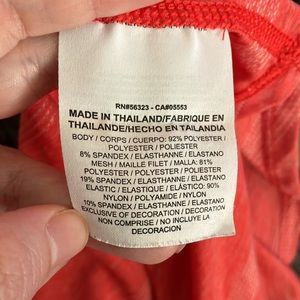 RN#56323 - CA#05553
MADE IN THAILAND/FABRIQUE EN
THAILANDE/HECHO EN TAILANDIA
BODY / CORPS / CUERPO: 92% POLYESTER /
POLYESTER / POLIESTER
8% SPANDEX / ELASTHANNE / ELASTANO
MESH / MAILLE FILET / MALLA: 81%
POLYESTER / POLYESTER / POLIÉSTER
19% SPANDEX / ELASTHANNE / ELASTANO
ELASTIC / ÉLASTIQUE / ELÁSTICO: 90%
NYLON / POLYAMIDE / NYLON
10% SPANDEX / ELASTHANNE / ELASTANO
EXCLUSIVE OF DECORATION / DECORATION
NON COMPRISE / NO INCLUYE LA
DECORACION